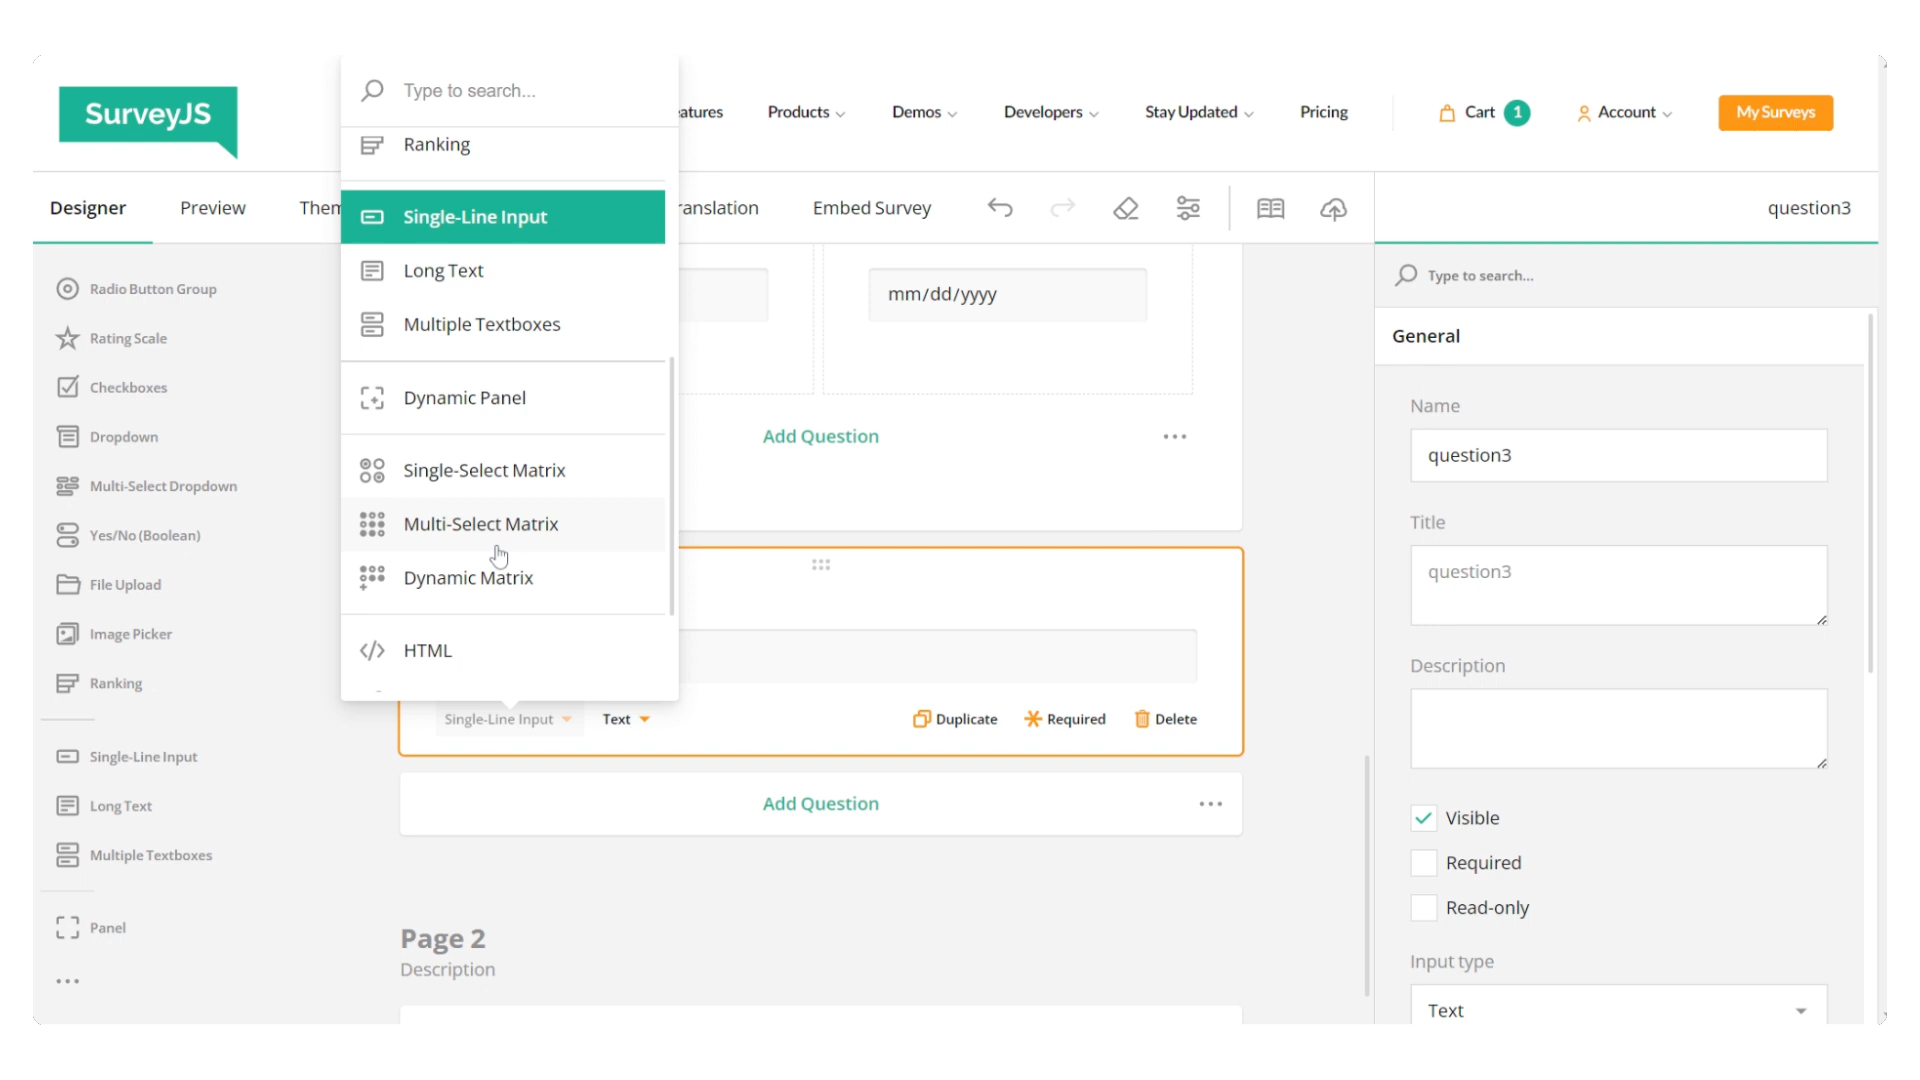 SurveyJS
Type to search...
eatures
Products
Demos
Developers
Stay Updated
Pricing
Cart
1
Account
My Surveys
Designer
Preview
Them
ranslation
Embed Survey
question3
Radio Button Group
Rating Scale
Checkboxes
Dropdown
Multi-Select Dropdown
Yes/No (Boolean)
File Upload
Image Picker
Ranking
Single-Line Input
Long Text
Multiple Textboxes
Panel
Ranking
Single-Line Input
Long Text
Multiple Textboxes
Dynamic Panel
Single-Select Matrix
Multi-Select Matrix
Dynamic Matrix
HTML
mm/dd/yyyy
Add Question
Single-Line Input
Text
Duplicate
Required
Delete
Add Question
Page 2
Description
Type to search...
General
Name
question3
Title
question3
Description
Visible
Required
Read-only
Input type
Text